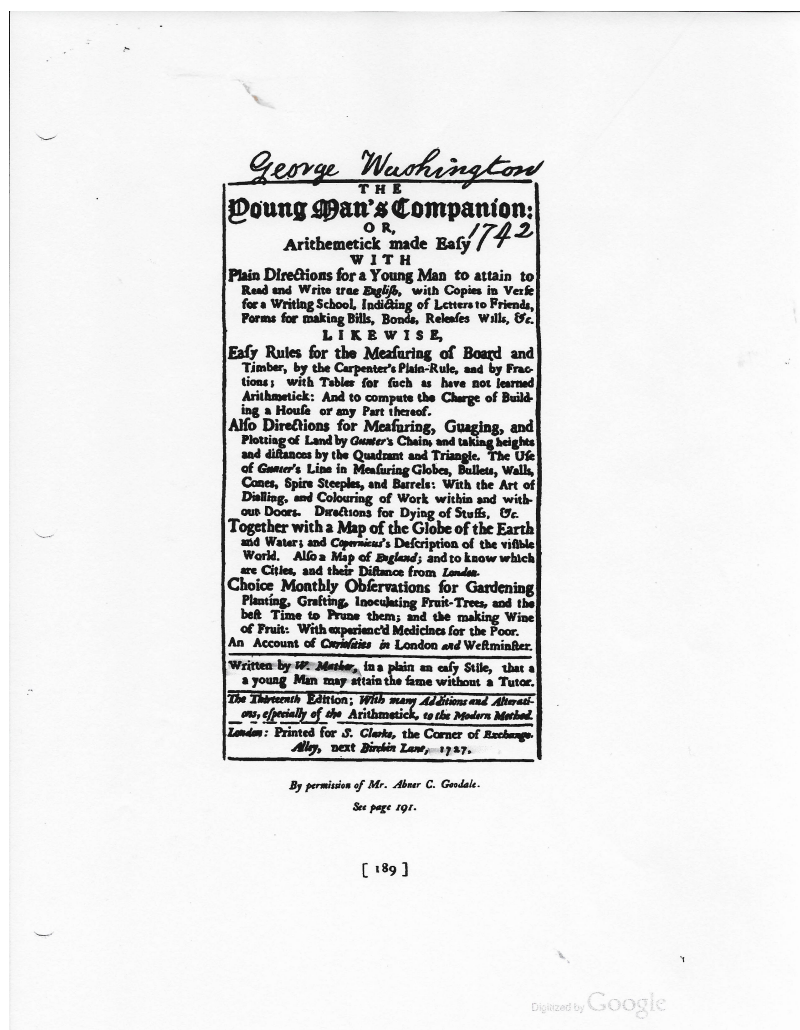 George Washington
THE
Young Man's Companion:
OR,
Arithemetick made Eaſy 1742
WITH
Plain Directions for a Young Man to attain to
Read and Write true Engliſh, with Copies in Verſe
for a Writing School, Indicting of Letters to Friends,
Forms for making Bills, Bonds, Releaſes Wills, &c.
LIKEWISE,
Eaſy Rules for the Meaſuring of Board and
Timber, by the Carpenter's Plain-Rule, and by Frac-
tions; with Tables for ſuch as have not learned
Arithmetick: And to compute the Charge of Build-
ing a Houſe or any Part thereof.
Alſo Directions for Meaſuring, Guaging, and
Plotting of Land by Gunter's Chain; and taking heights
and diſtances by the Quadrant and Triangle. The Uſe
of Gunter's Line in Meaſuring Globes, Bullets, Walls,
Cones, Spire Steeples, and Barrels: With the Art of
Dialling, and Colouring of Work within and with-
out Doors. Directions for Dying of Stuffs, &c.
Together with a Map of the Globe of the Earth
and Water; and Copernicus's Deſcription of the viſible
World. Alſo a Map of England; and to know which
are Cities, and their Diſtance from London.
Choice Monthly Obſervations for Gardening
Planting, Grafting, Inoculating Fruit-Trees, and the
beſt Time to Prune them; and the making Wine
of Fruit: With experienc'd Medicines for the Poor.
An Account of Curioſities in London and Weſtminſter.
Written by W. Mather, in a plain an eaſy Stile, that a
a young Man may attain the ſame without a Tutor.
The Thirteenth Edition; With many Additions and Alterati-
ons, eſpecially of the Arithmetick, to the Modern Method.
London: Printed for S. Clarke, the Corner of Exchange-
Alley, next Birchin Lane, 1727.
By permission of Mr. Abner C. Goodale.
See page 191.
[ 189 ]
Digitized by Google